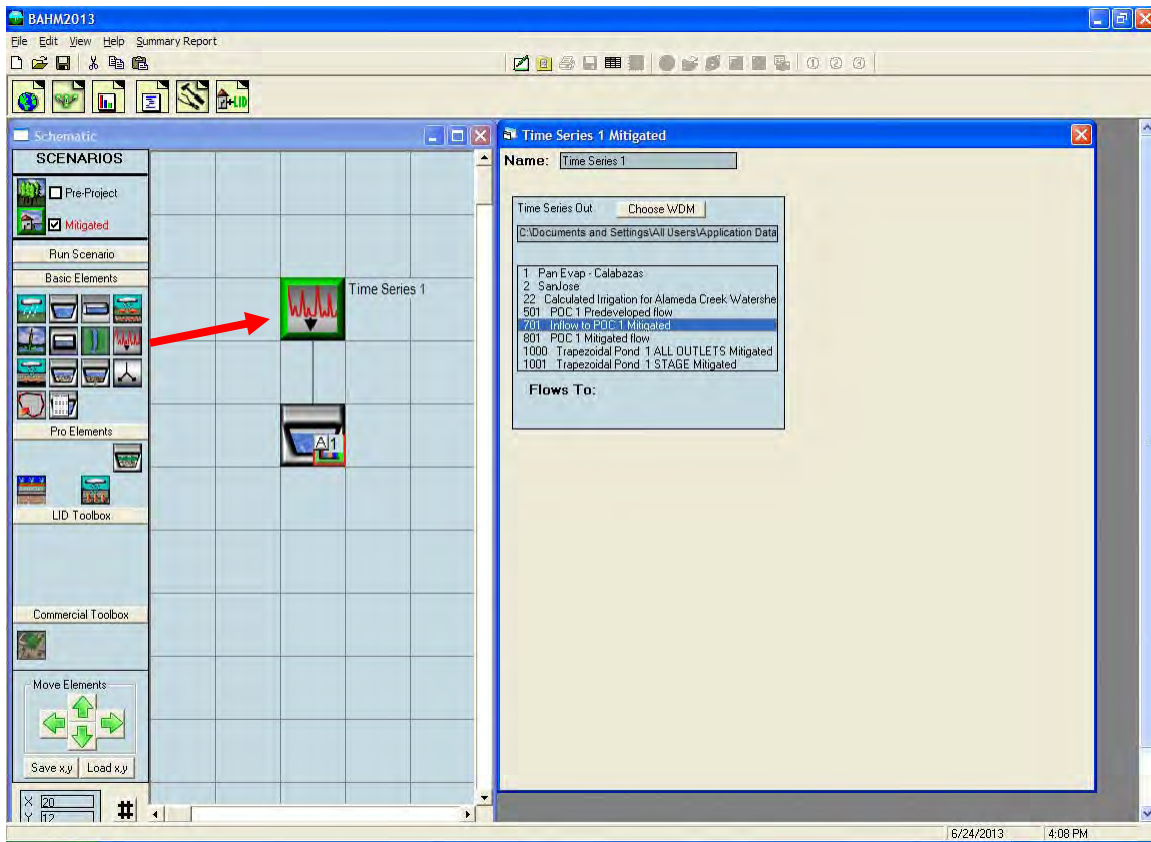 BAHM2013
File Edit View Help Summary Report
Schematic
SCENARIOS
Pre-Project
Mitigated
Run Scenario
Basic Elements
Pro Elements
LID Toolbox
Commercial Toolbox
Move Elements
Save x,y Load x,y
X 20
Y 12
#
Time Series 1
A 1
+LID
1 2 3
Time Series 1 Mitigated
Name: Time Series 1
Time Series Out Choose WDM
C:\Documents and Settings\All Users\Application Data
1 Pan Evap - Calabazas
2 SanJose
22 Calculated Irrigation for Alameda Creek Watershe
501 POC 1 Predeveloped flow
701 Inflow to POC 1 Mitigated
801 POC 1 Mitigated flow
1000 Trapezoidal Pond 1 ALL OUTLETS Mitigated
1001 Trapezoidal Pond 1 STAGE Mitigated
Flows To:
6/24/2013 4:08 PM